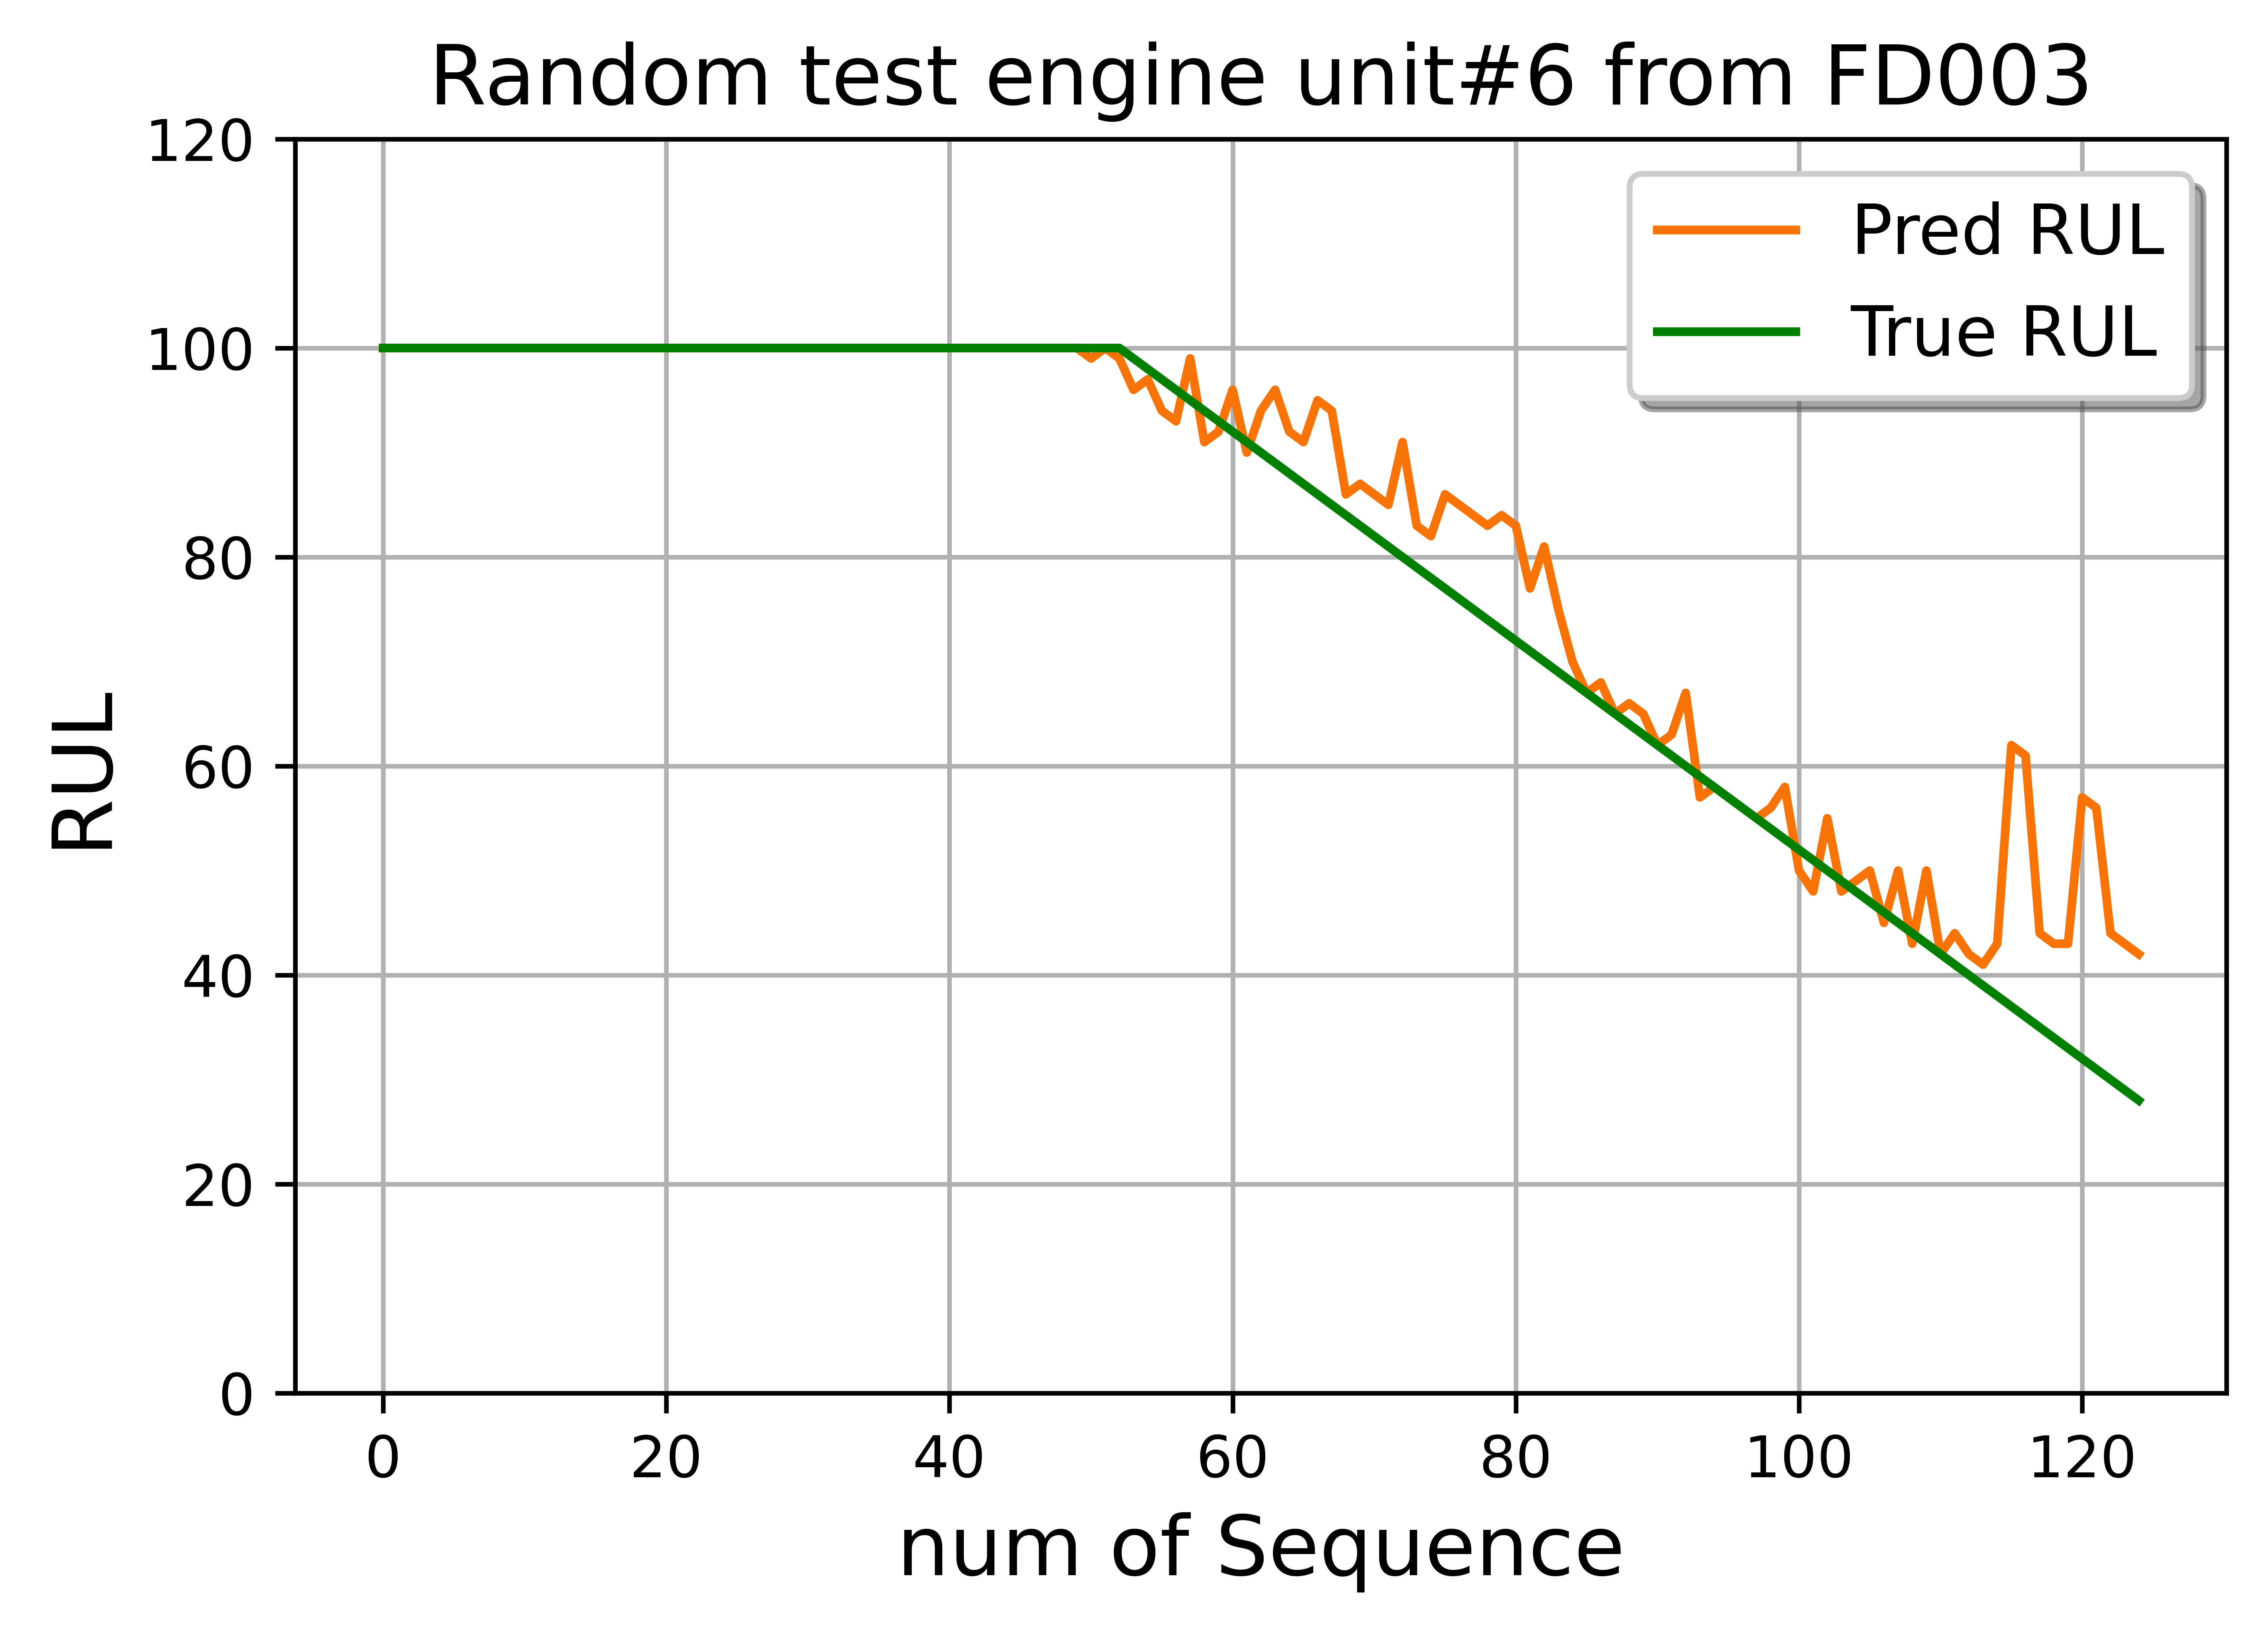 Random test engine unit#6 from FD003
120
100
80
60
40
20
0
RUL
Pred RUL
True RUL
0 20 40 60 80 100 120
num of Sequence